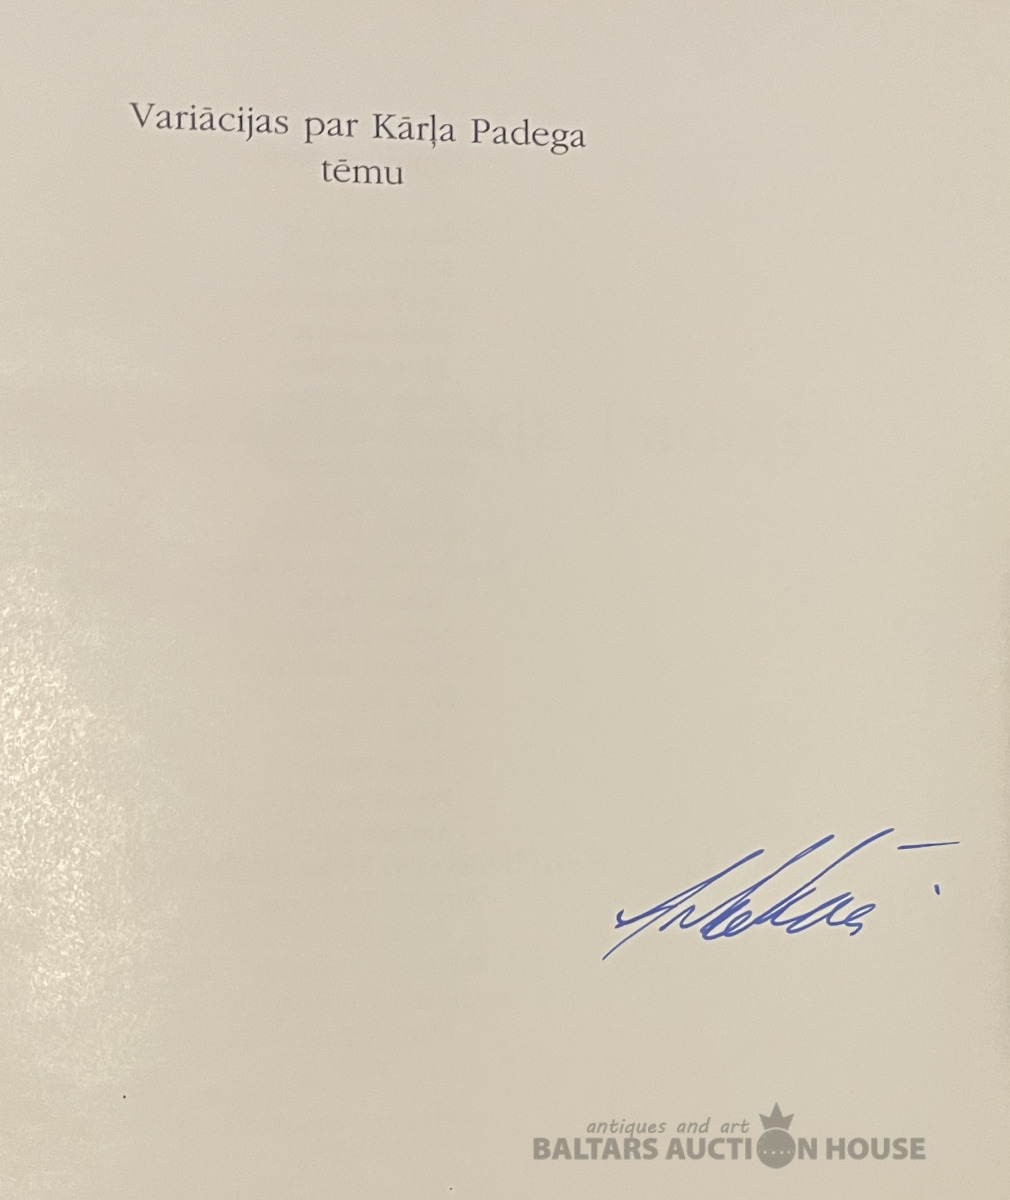 Variācijas par Kārļa Padega
tēmu
antiques and art
BALTARS AUCTION HOUSE